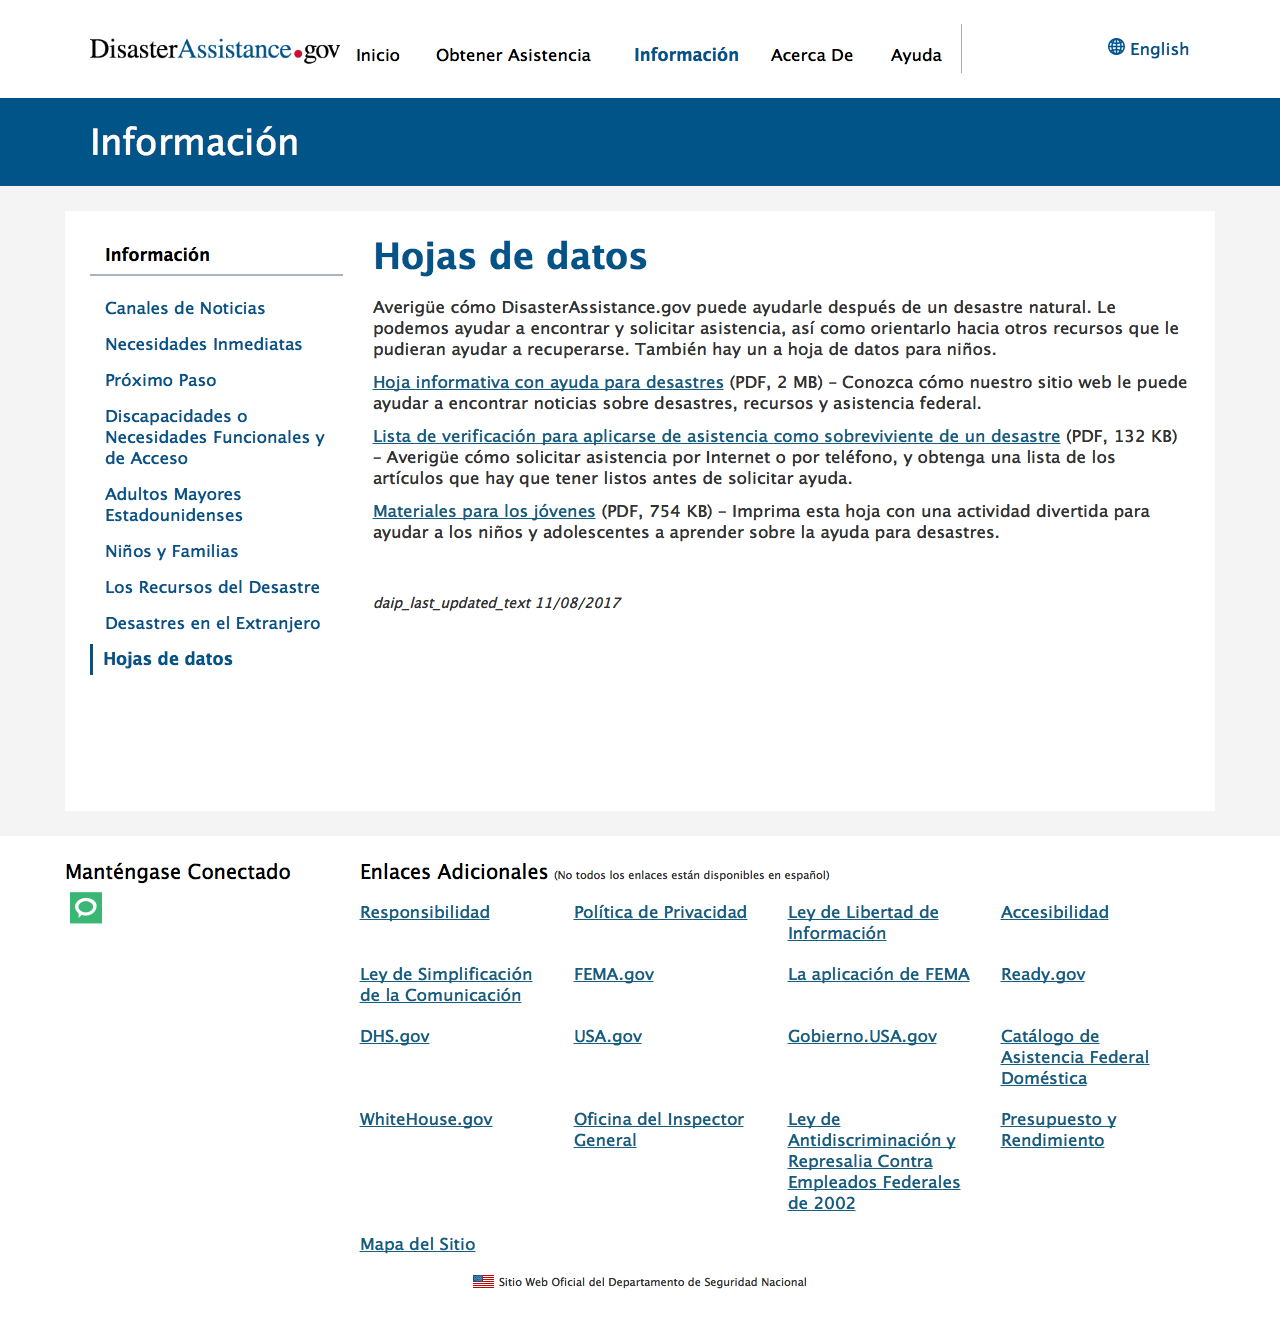 DisasterAssistance.gov
Inicio
Obtener Asistencia
Información
Acerca De
Ayuda
English
Información
Información
Canales de Noticias
Necesidades Inmediatas
Próximo Paso
Discapacidades o
Necesidades Funcionales y
de Acceso
Adultos Mayores
Estadounidenses
Niños y Familias
Los Recursos del Desastre
Desastres en el Extranjero
Hojas de datos
Hojas de datos
Averigüe cómo DisasterAssistance.gov puede ayudarle después de un desastre natural. Le
podemos ayudar a encontrar y solicitar asistencia, así como orientarlo hacia otros recursos que le
pudieran ayudar a recuperarse. También hay un a hoja de datos para niños.
Hoja informativa con ayuda para desastres (PDF, 2 MB) – Conozca cómo nuestro sitio web le puede
ayudar a encontrar noticias sobre desastres, recursos y asistencia federal.
Lista de verificación para aplicarse de asistencia como sobreviviente de un desastre (PDF, 132 KB)
– Averigüe cómo solicitar asistencia por Internet o por teléfono, y obtenga una lista de los
artículos que hay que tener listos antes de solicitar ayuda.
Materiales para los jóvenes (PDF, 754 KB) – Imprima esta hoja con una actividad divertida para
ayudar a los niños y adolescentes a aprender sobre la ayuda para desastres.
daip_last_updated_text 11/08/2017
Manténgase Conectado
Enlaces Adicionales (No todos los enlaces están disponibles en español)
Responsibilidad
Política de Privacidad
Ley de Libertad de
Información
Accesibilidad
Ley de Simplificación
de la Comunicación
FEMA.gov
La aplicación de FEMA
Ready.gov
DHS.gov
USA.gov
Gobierno.USA.gov
Catálogo de
Asistencia Federal
Doméstica
WhiteHouse.gov
Oficina del Inspector
General
Ley de
Antidiscriminación y
Represalia Contra
Empleados Federales
de 2002
Presupuesto y
Rendimiento
Mapa del Sitio
Sitio Web Oficial del Departamento de Seguridad Nacional